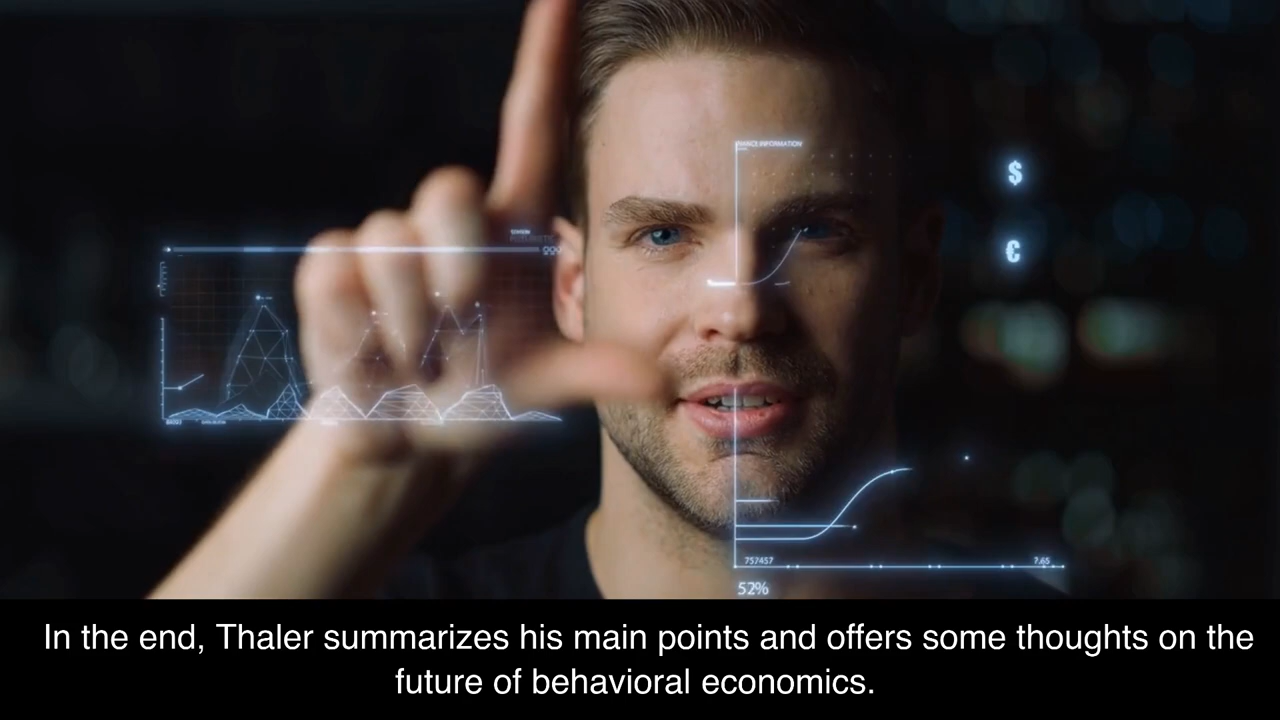 $
€
757457
?.65
52%
In the end, Thaler summarizes his main points and offers some thoughts on the
future of behavioral economics.